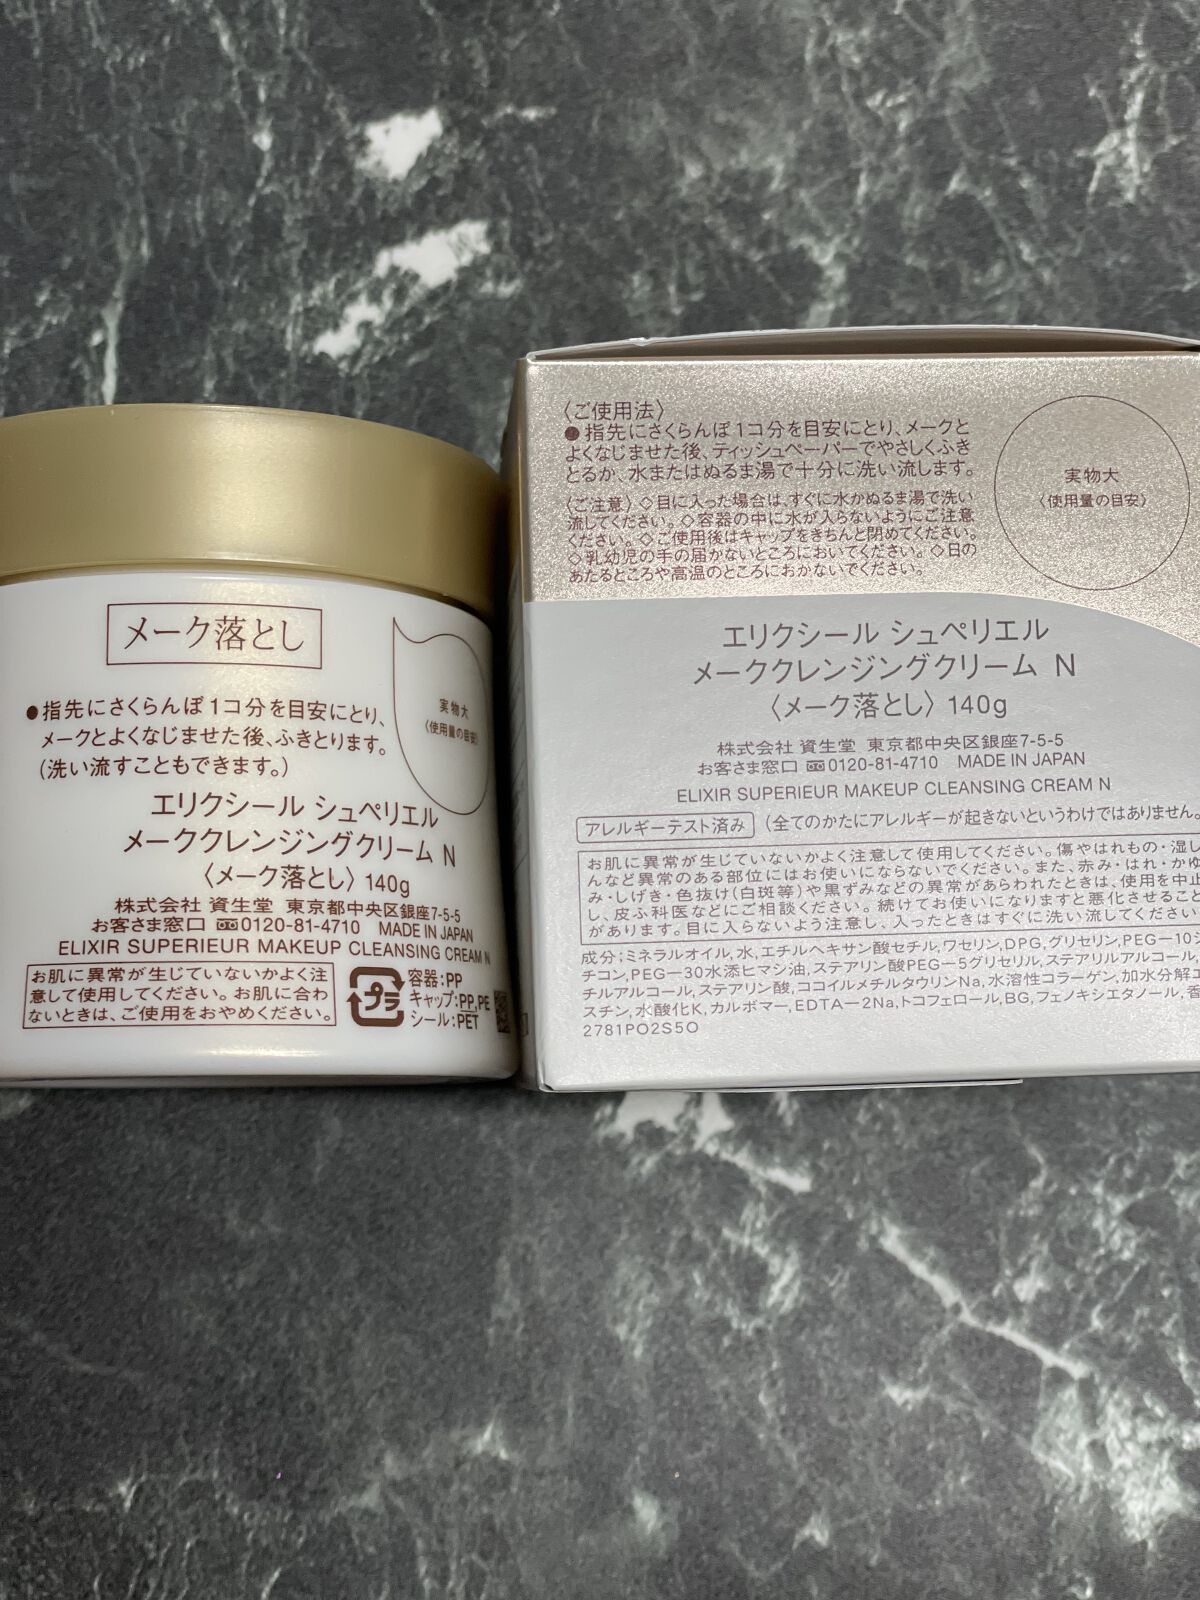 メーク落とし
●指先にさくらんぼ1コ分を目安にとり、
メークとよくなじませた後、ふきとります。
(洗い流すこともできます。)
実物大
〈使用量の目安〉
エリクシール シュペリエル
メーククレンジングクリーム N
〈メーク落とし〉140g
株式会社 資生堂 東京都中央区銀座7-5-5
お客さま窓口 0120-81-4710 MADE IN JAPAN
ELIXIR SUPERIEUR MAKEUP CLEANSING CREAM N
お肌に異常が生じていないかよく注
意して使用してください。お肌に合わ
ないときは、ご使用をおやめください。
プラ
容器:PP
キャップ:PP,PE
シール:PET
〈ご使用法〉
●指先にさくらんぼ1コ分を目安にとり、メークと
よくなじませた後、ティッシュペーパーでやさしくふき
とるか、水またはぬるま湯で十分に洗い流します。
〈ご注意〉◇目に入った場合は、すぐに水かぬるま湯で洗い
流してください。◇容器の中に水が入らないようにご注意
ください。◇ご使用後はキャップをきちんと閉めてください。
◇乳幼児の手の届かないところにおいてください。◇日の
あたるところや高温のところにおかないでください。
実物大
〈使用量の目安〉
エリクシール シュペリエル
メーククレンジングクリーム N
〈メーク落とし〉140g
株式会社 資生堂 東京都中央区銀座7-5-5
お客さま窓口 0120-81-4710 MADE IN JAPAN
ELIXIR SUPERIEUR MAKEUP CLEANSING CREAM N
アレルギーテスト済み (全てのかたにアレルギーが起きないというわけではありません。
お肌に異常が生じていないかよく注意して使用してください。傷やはれもの・湿し
んなど異常のある部位にはお使いにならないでください。また、赤み・はれ・かゆ
み・しげき・色抜け(白斑等)や黒ずみなどの異常があらわれたときは、使用を中止
し、皮ふ科医などにご相談ください。続けてお使いになりますと悪化させること
があります。目に入らないよう注意し、入ったときはすぐに洗い流してください。
成分:ミネラルオイル,水,エチルヘキサン酸セチル,ワセリン,DPG,グリセリン,PEG-10ジ
チコン,PEG-30水添ヒマシ油,ステアリン酸PEG-5グリセリル,ステアリルアルコール,
チルアルコール,ステアリン酸,ココイルメチルタウリンNa,水溶性コラーゲン,加水分解エ
スチン,水酸化K,カルボマー,EDTA-2Na,トコフェロール,BG,フェノキシエタノール,香
2781PO2S5O